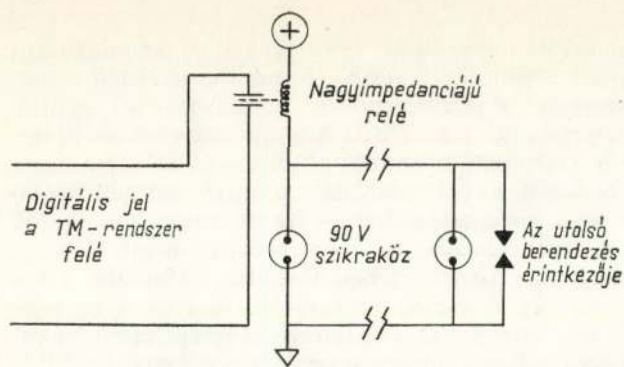 +
Nagyimpedanciájú
relé
Digitális jel
a TM-rendszer
felé
90 V
szikraköz
Az utolsó
berendezés
érintkezője